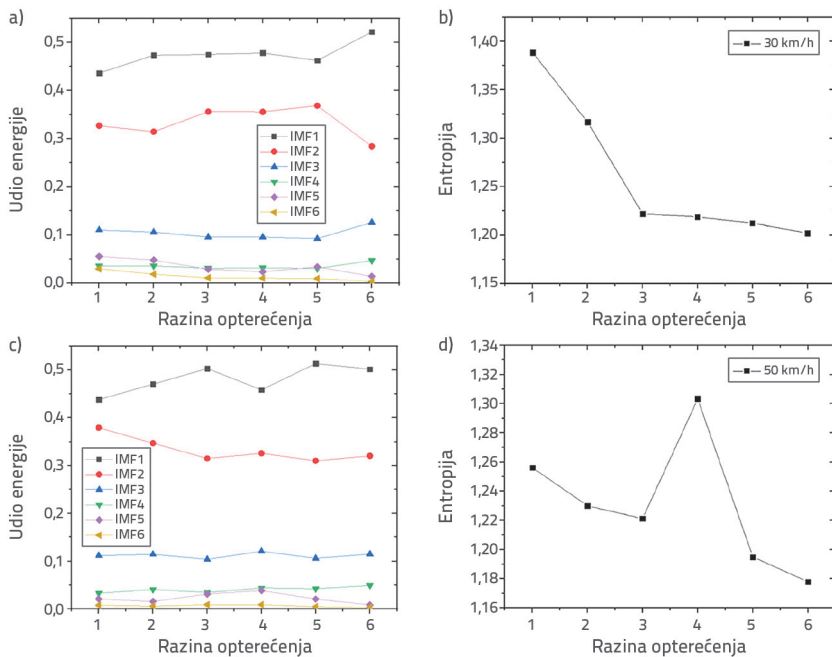 a)
Udio energije
0,5
0,4
0,3
0,2
0,1
0,0
IMF1
IMF2
IMF3
IMF4
IMF5
IMF6
1 2 3 4 5 6
Razina opterećenja
b)
Entropija
1,40
1,35
1,30
1,25
1,20
1,15
30 km/h
1 2 3 4 5 6
Razina opterećenja
c)
Udio energije
0,5
0,4
0,3
0,2
0,1
0,0
IMF1
IMF2
IMF3
IMF4
IMF5
IMF6
1 2 3 4 5 6
Razina opterećenja
d)
Entropija
1,34
1,32
1,30
1,28
1,26
1,24
1,22
1,20
1,18
1,16
50 km/h
1 2 3 4 5 6
Razina opterećenja